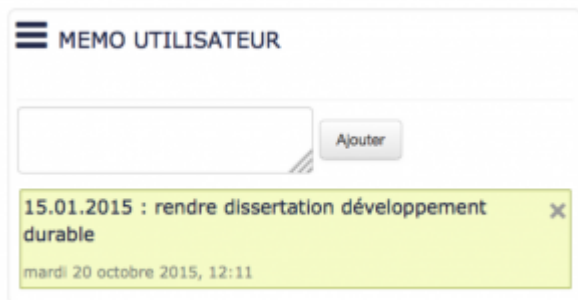 MEMO UTILISATEUR
Ajouter
15.01.2015 : rendre dissertation développement
durable
mardi 20 octobre 2015, 12:11